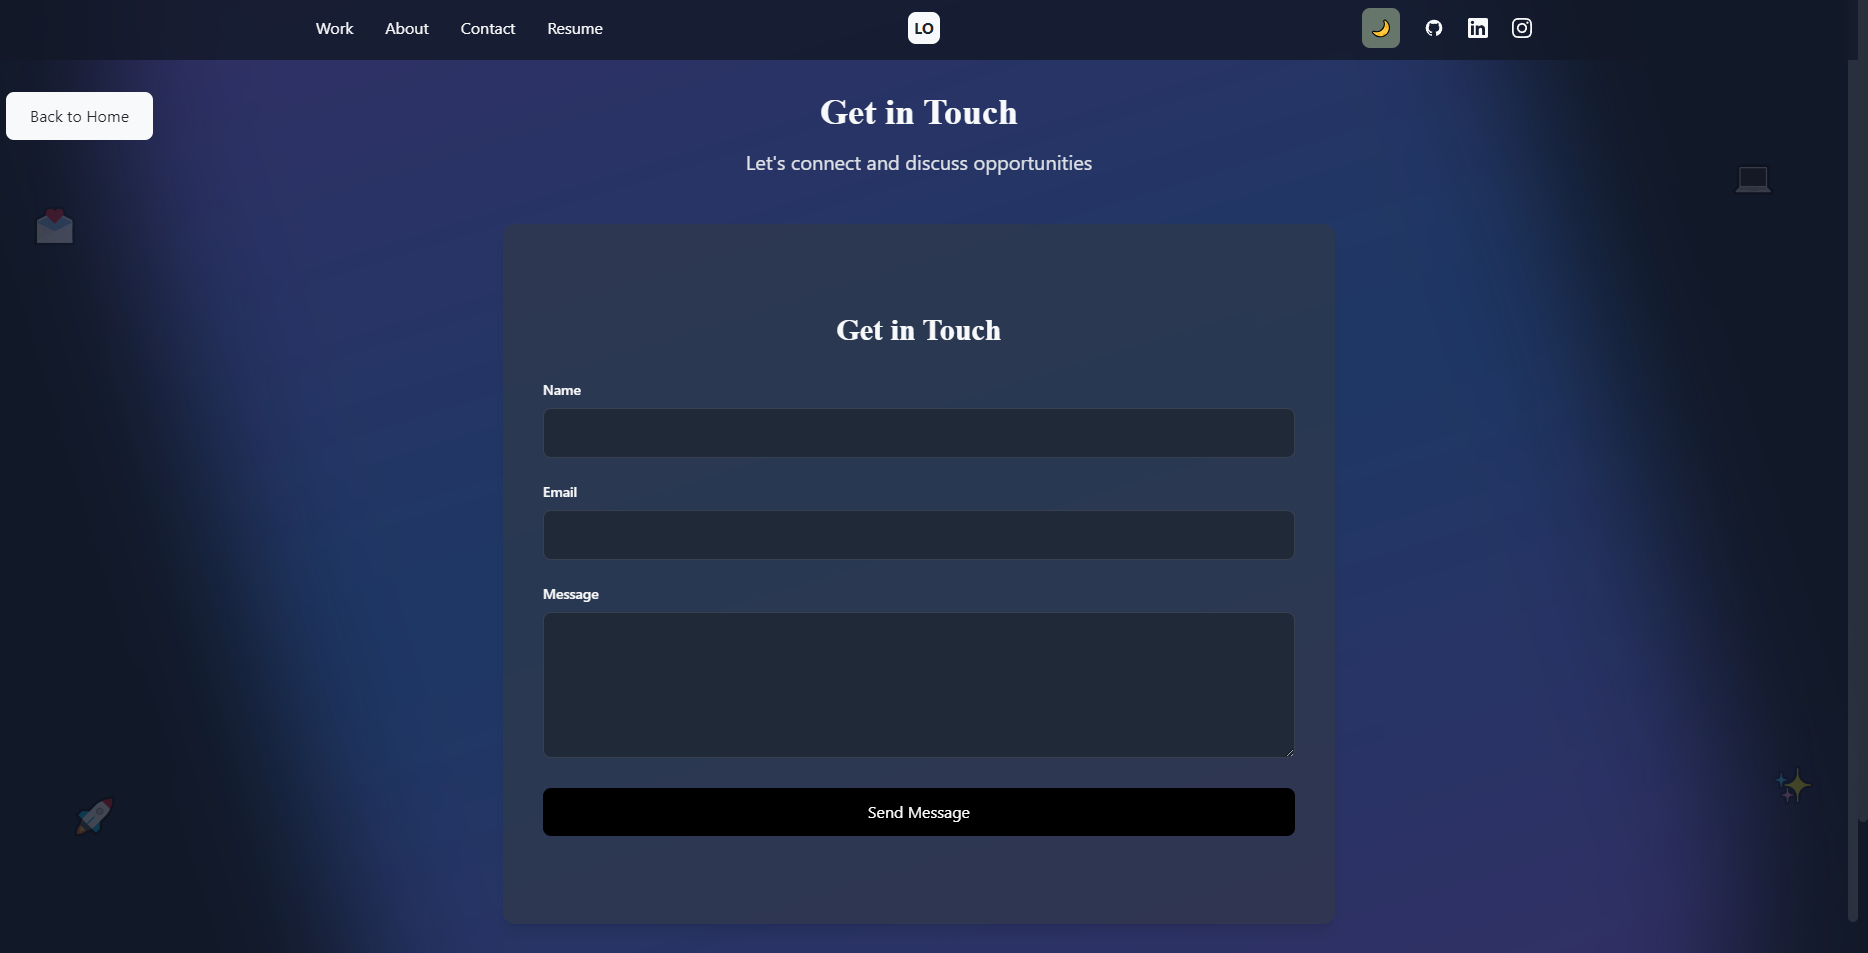 Work About Contact Resume LO
Back to Home
Get in Touch
Let's connect and discuss opportunities
Get in Touch
Name
Email
Message
Send Message